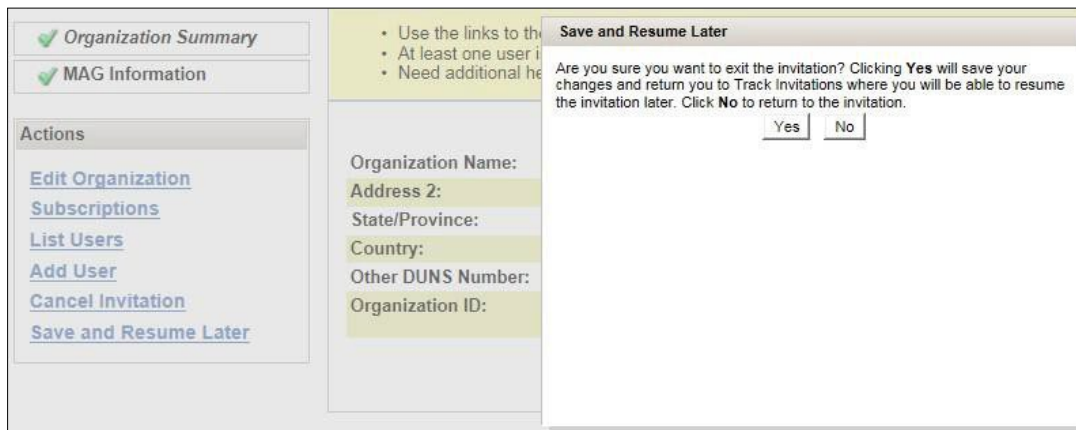 Organization Summary
MAG Information
Actions
Edit Organization
Subscriptions
List Users
Add User
Cancel Invitation
Save and Resume Later
• Use the links to the
• At least one user i
• Need additional he
Organization Name:
Address 2:
State/Province:
Country:
Other DUNS Number:
Organization ID:
Save and Resume Later
Are you sure you want to exit the invitation? Clicking Yes will save your
changes and return you to Track Invitations where you will be able to resume
the invitation later. Click No to return to the invitation.
Yes No